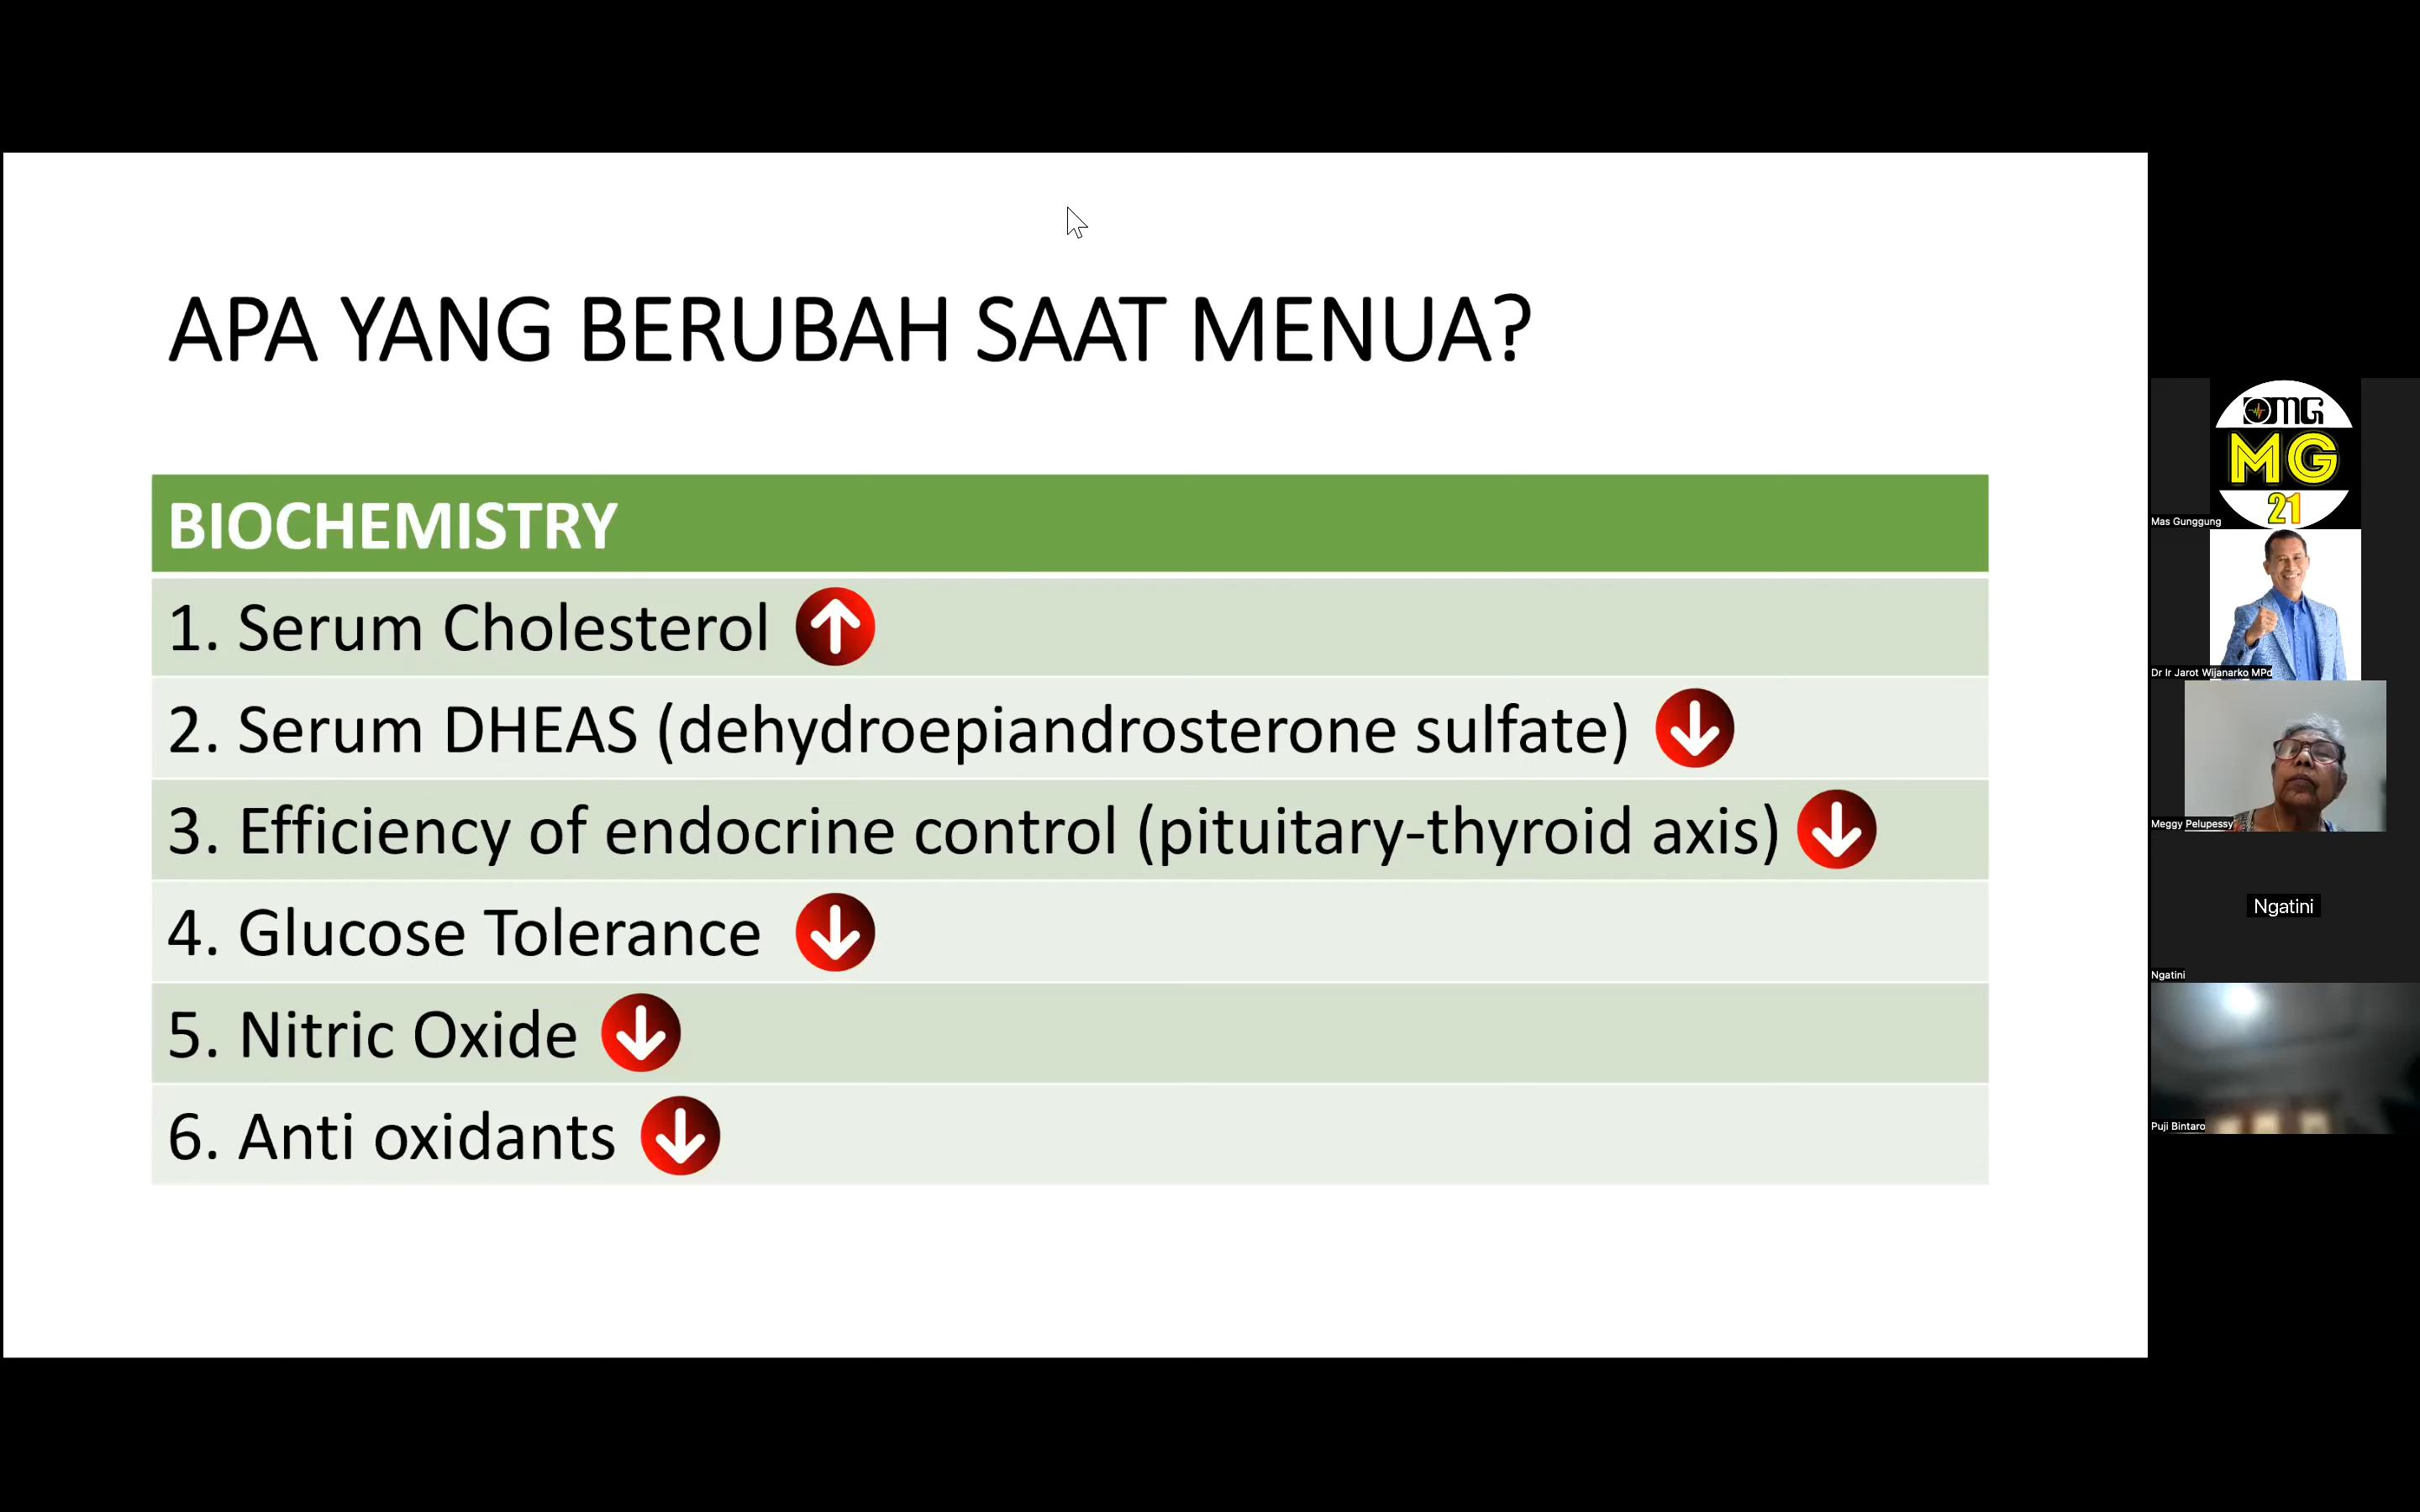 APA YANG BERUBAH SAAT MENUA?
BIOCHEMISTRY
1. Serum Cholesterol
2. Serum DHEAS (dehydroepiandrosterone sulfate)
3. Efficiency of endocrine control (pituitary-thyroid axis)
4. Glucose Tolerance
5. Nitric Oxide
6. Anti oxidants
OMG
MG
21
Mas Gunggung
Dr Ir Jarot Wijanarko MPd
Meggy Pelupessy
Ngatini
Ngatini
Puji Bintaro